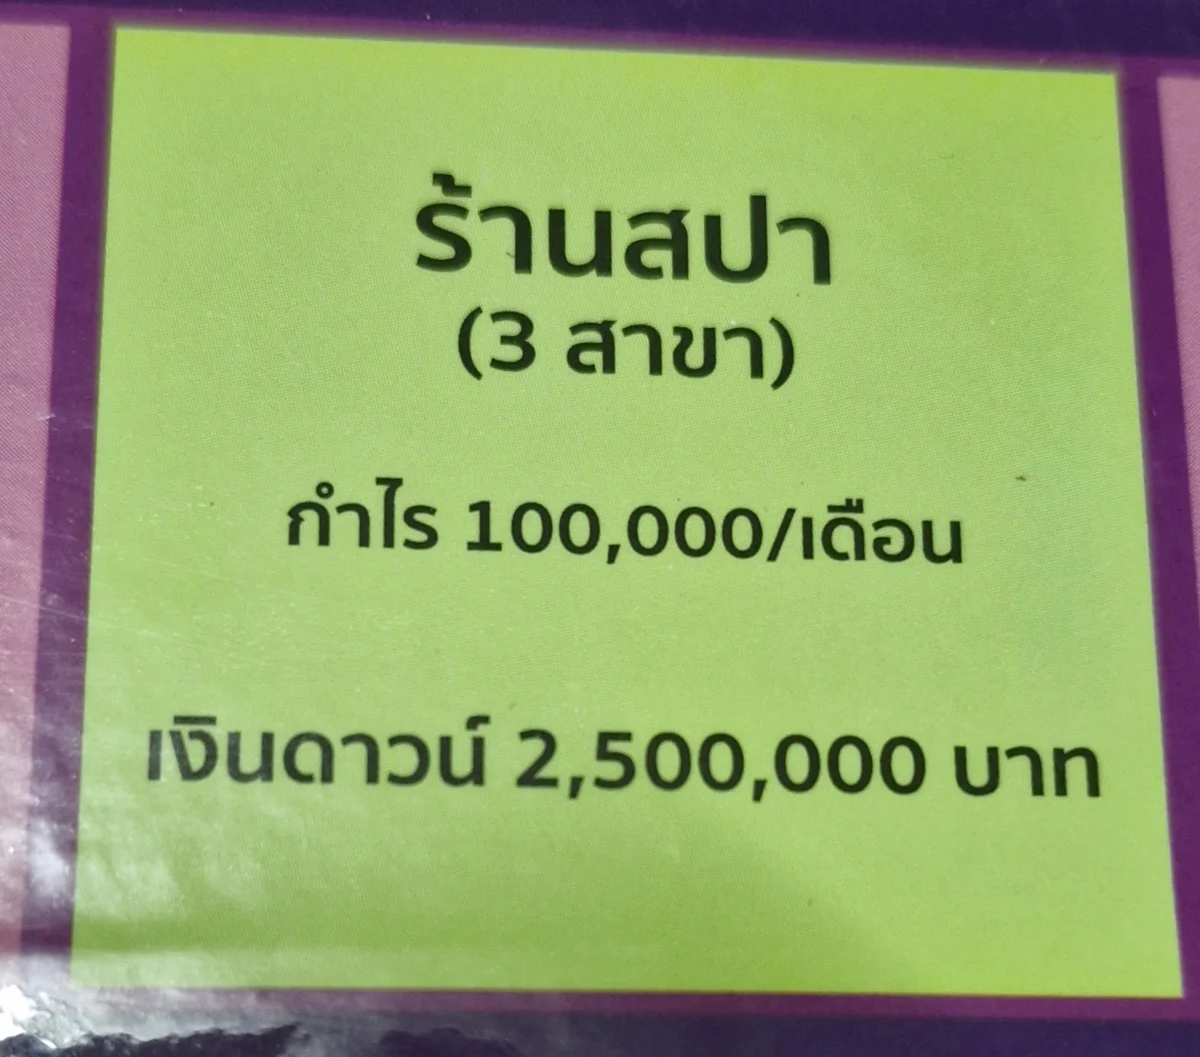 ร้านสปา
(3 สาขา)
กำไร 100,000/เดือน
เงินดาวน์ 2,500,000 บาท